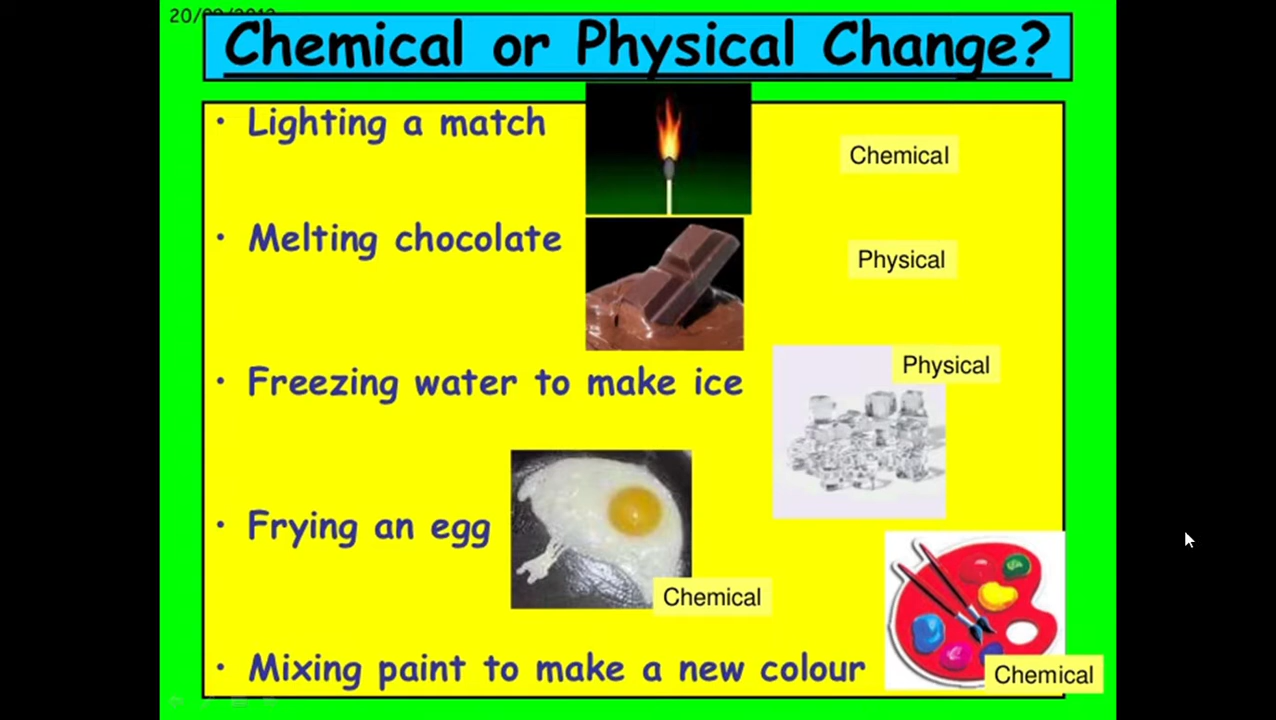 Chemical or Physical Change?
• Lighting a match
Chemical
• Melting chocolate
Physical
• Freezing water to make ice
Physical
• Frying an egg
Chemical
• Mixing paint to make a new colour
Chemical